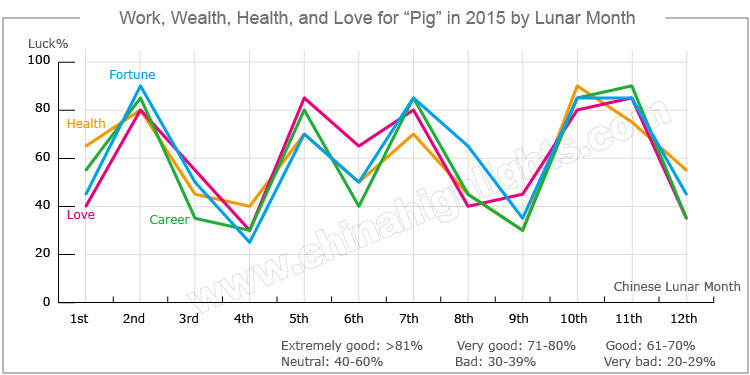 Work, Wealth, Health, and Love for “Pig” in 2015 by Lunar Month
Luck%
100
80
60
40
20
0
Fortune
Health
Love
Career
www.chinahighlights.com
Chinese Lunar Month
1st 2nd 3rd 4th 5th 6th 7th 8th 9th 10th 11th 12th
Extremely good: >81% Very good: 71-80% Good: 61-70%
Neutral: 40-60% Bad: 30-39% Very bad: 20-29%